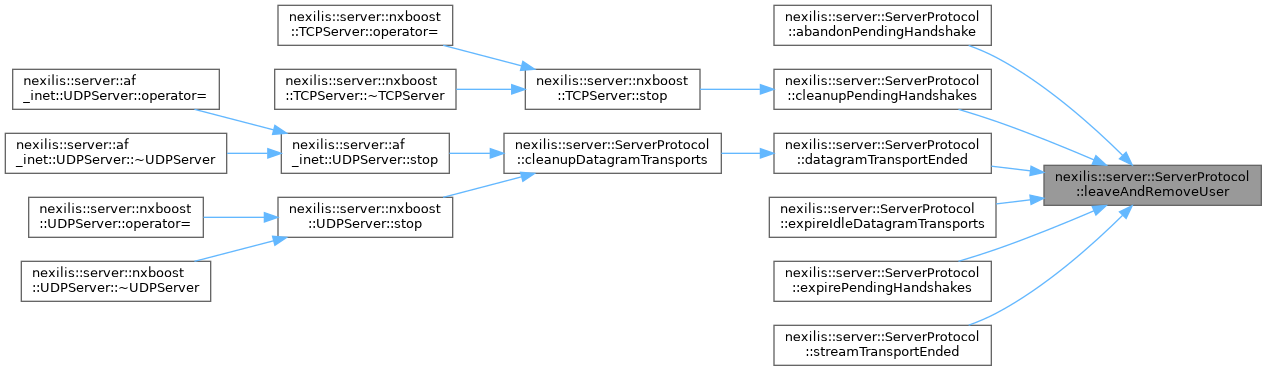 nexilis::server::nxboost
::TCPServer::operator=
nexilis::server::ServerProtocol
::abandonPendingHandshake
nexilis::server::af
_inet::UDPServer::operator=
nexilis::server::nxboost
::TCPServer::~TCPServer
nexilis::server::nxboost
::TCPServer::stop
nexilis::server::ServerProtocol
::cleanupPendingHandshakes
nexilis::server::af
_inet::UDPServer::~UDPServer
nexilis::server::af
_inet::UDPServer::stop
nexilis::server::ServerProtocol
::cleanupDatagramTransports
nexilis::server::ServerProtocol
::datagramTransportEnded
nexilis::server::ServerProtocol
::leaveAndRemoveUser
nexilis::server::nxboost
::UDPServer::operator=
nexilis::server::nxboost
::UDPServer::stop
nexilis::server::ServerProtocol
::expireIdleDatagramTransports
nexilis::server::nxboost
::UDPServer::~UDPServer
nexilis::server::ServerProtocol
::expirePendingHandshakes
nexilis::server::ServerProtocol
::streamTransportEnded